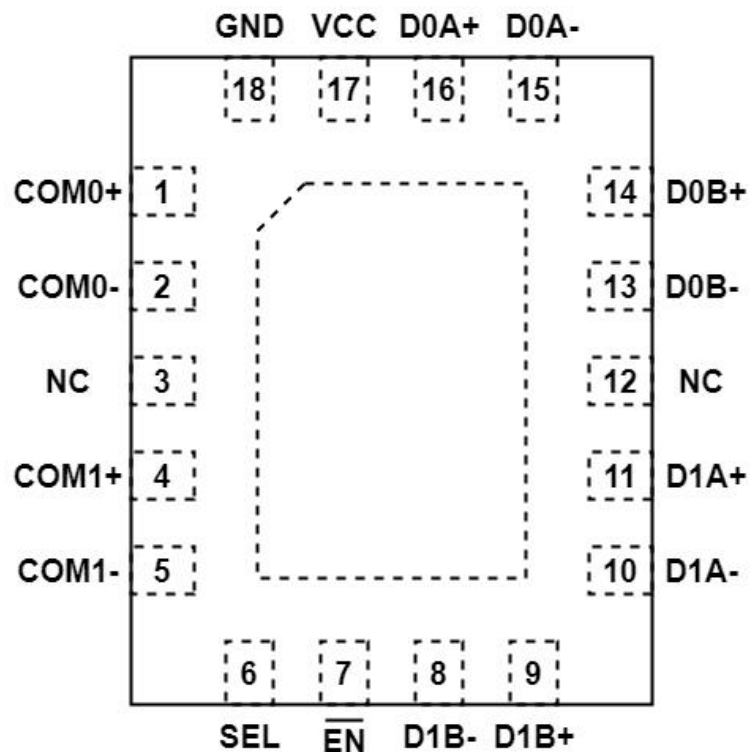 GND VCC D0A+ D0A-
18 17 16 15
COM0+ 1 14 D0B+
COM0- 2 13 D0B-
NC 3 12 NC
COM1+ 4 11 D1A+
COM1- 5 10 D1A-
6 7 8 9
SEL E̅N̅ D1B- D1B+